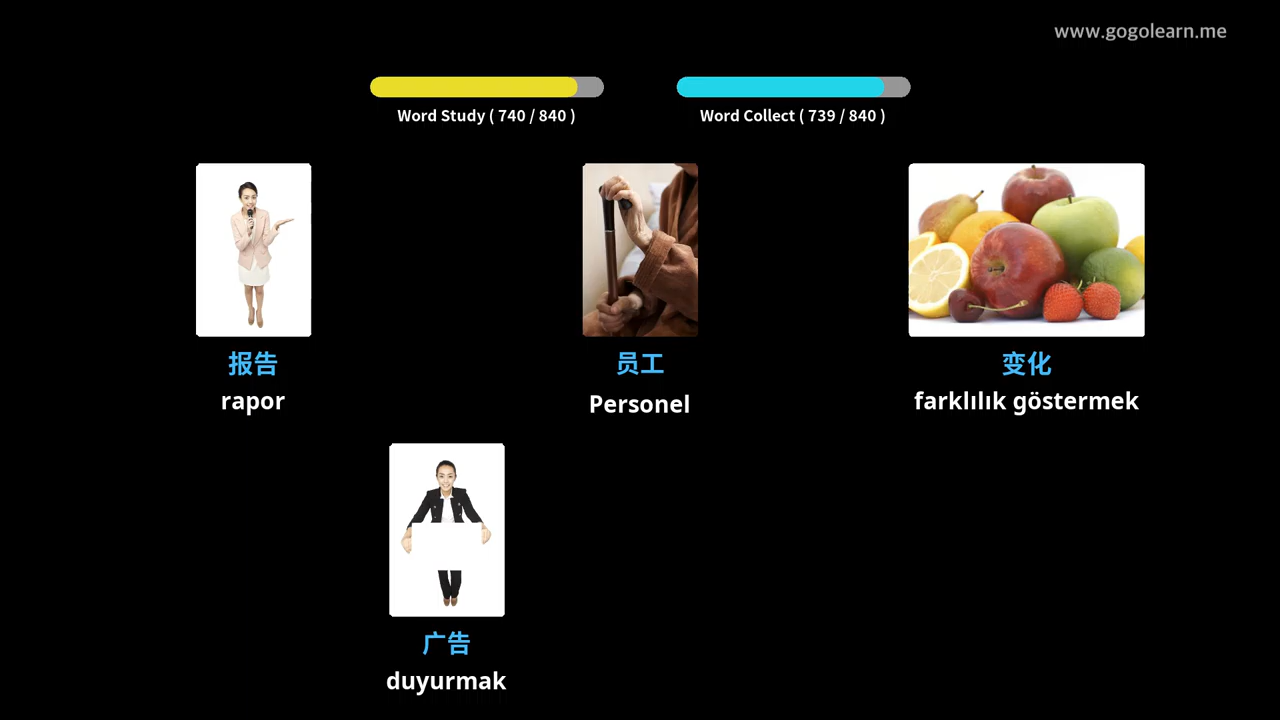 www.gogolearn.me
Word Study ( 740 / 840 )
Word Collect ( 739 / 840 )
报告
rapor
员工
Personel
变化
farklılık göstermek
广告
duyurmak